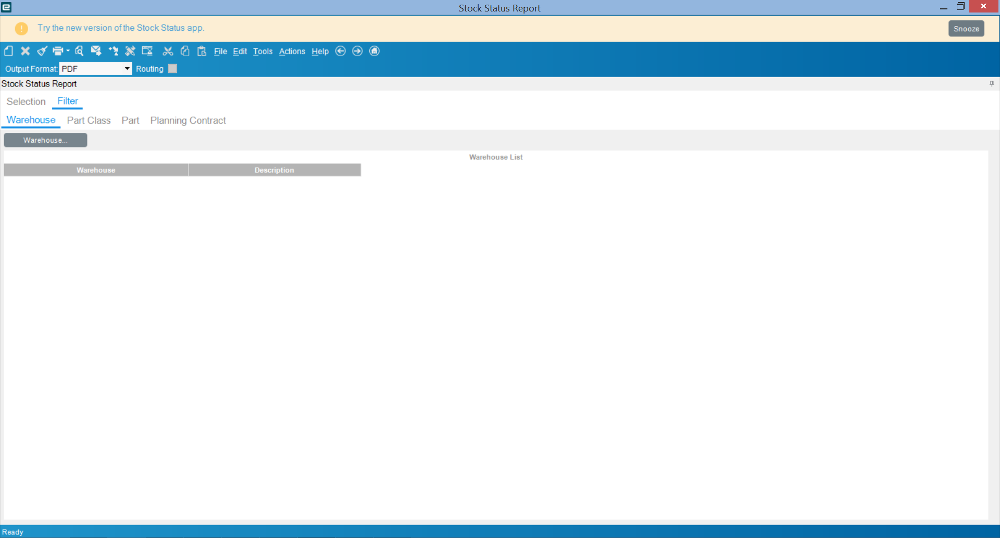 Stock Status Report
Try the new version of the Stock Status app.
Snooze
File Edit Tools Actions Help
Output Format: PDF Routing
Stock Status Report
Selection Filter
Warehouse Part Class Part Planning Contract
Warehouse...
Warehouse List
Warehouse Description
Ready